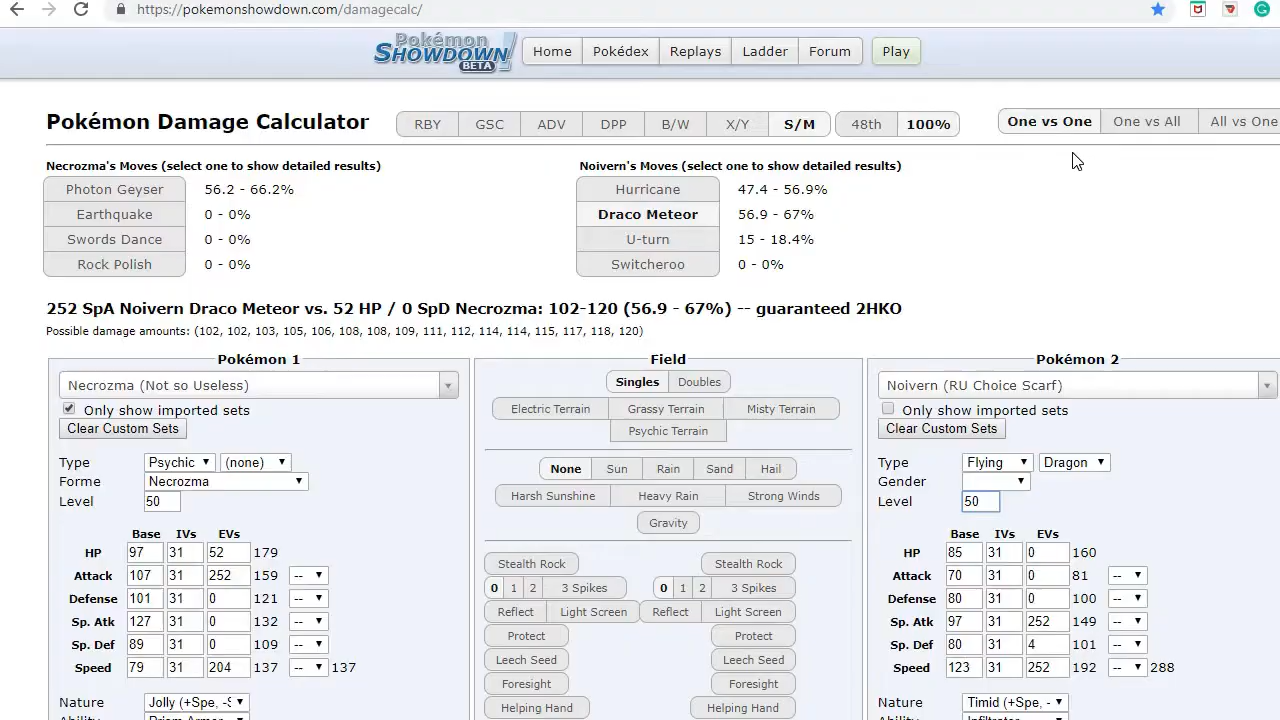 https://pokemonshowdown.com/damagecalc/
Pokémon SHOWDOWN! BETA Home Pokédex Replays Ladder Forum Play
Pokémon Damage Calculator RBY GSC ADV DPP B/W X/Y S/M 48th 100% One vs One One vs All All vs One
Necrozma's Moves (select one to show detailed results) Noivern's Moves (select one to show detailed results)
Photon Geyser 56.2 - 66.2% Hurricane 47.4 - 56.9%
Earthquake 0 - 0% Draco Meteor 56.9 - 67%
Swords Dance 0 - 0% U-turn 15 - 18.4%
Rock Polish 0 - 0% Switcheroo 0 - 0%
252 SpA Noivern Draco Meteor vs. 52 HP / 0 SpD Necrozma: 102-120 (56.9 - 67%) -- guaranteed 2HKO
Possible damage amounts: (102, 102, 103, 105, 106, 108, 108, 109, 111, 112, 114, 114, 115, 117, 118, 120)
Pokémon 1 Field Pokémon 2
Necrozma (Not so Useless) Singles Doubles Noivern (RU Choice Scarf)
Only show imported sets Electric Terrain Grassy Terrain Misty Terrain Only show imported sets
Clear Custom Sets Psychic Terrain Clear Custom Sets
Type Psychic (none) None Sun Rain Sand Hail Type Flying Dragon
Forme Necrozma Harsh Sunshine Heavy Rain Strong Winds Gender
Level 50 Gravity Level 50
Base IVs EVs Base IVs EVs
HP 97 31 52 179 Stealth Rock Stealth Rock HP 85 31 0 160
Attack 107 31 252 159 -- 0 1 2 3 Spikes 0 1 2 3 Spikes Attack 70 31 0 81 --
Defense 101 31 0 121 -- Reflect Light Screen Reflect Light Screen Defense 80 31 0 100 --
Sp. Atk 127 31 0 132 -- Protect Protect Sp. Atk 97 31 252 149 --
Sp. Def 89 31 0 109 -- Leech Seed Leech Seed Sp. Def 80 31 4 101 --
Speed 79 31 204 137 -- 137 Foresight Foresight Speed 123 31 252 192 -- 288
Nature Jolly (+Spe, -S Helping Hand Helping Hand Nature Timid (+Spe, -
Ability Prism Armor Ability Infiltrator